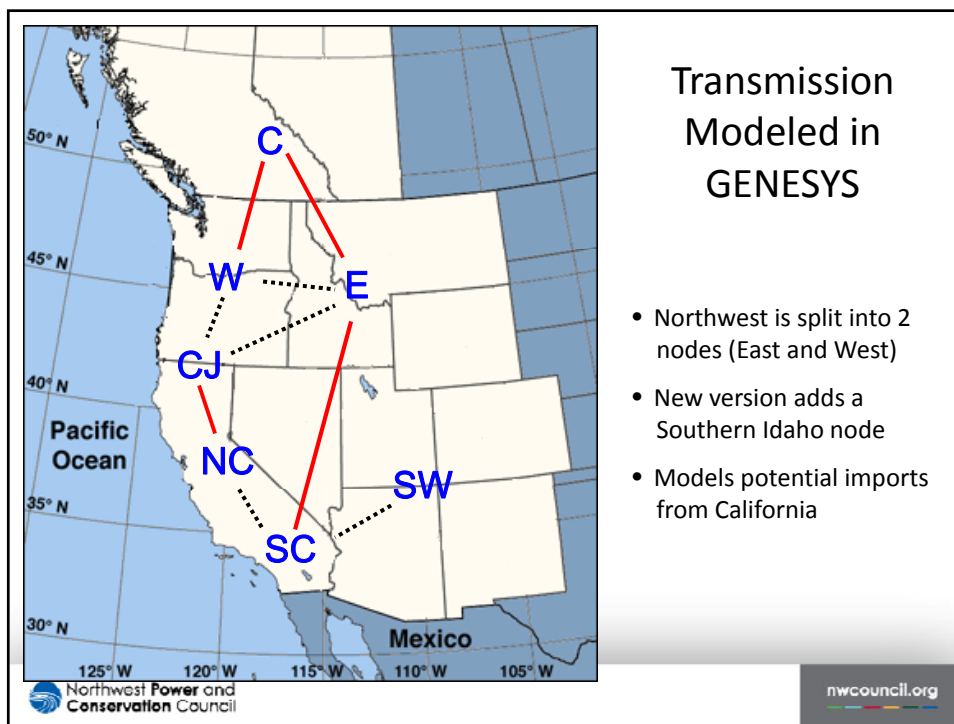 Transmission
Modeled in
GENESYS
• Northwest is split into 2
nodes (East and West)
• New version adds a
Southern Idaho node
• Models potential imports
from California
50° N
45° N
40° N
35° N
30° N
C
W
E
CJ
NC
SW
SC
Pacific
Ocean
Mexico
125° W
120° W
115° W
110° W
105° W
Northwest Power and
Conservation Council
nwcouncil.org